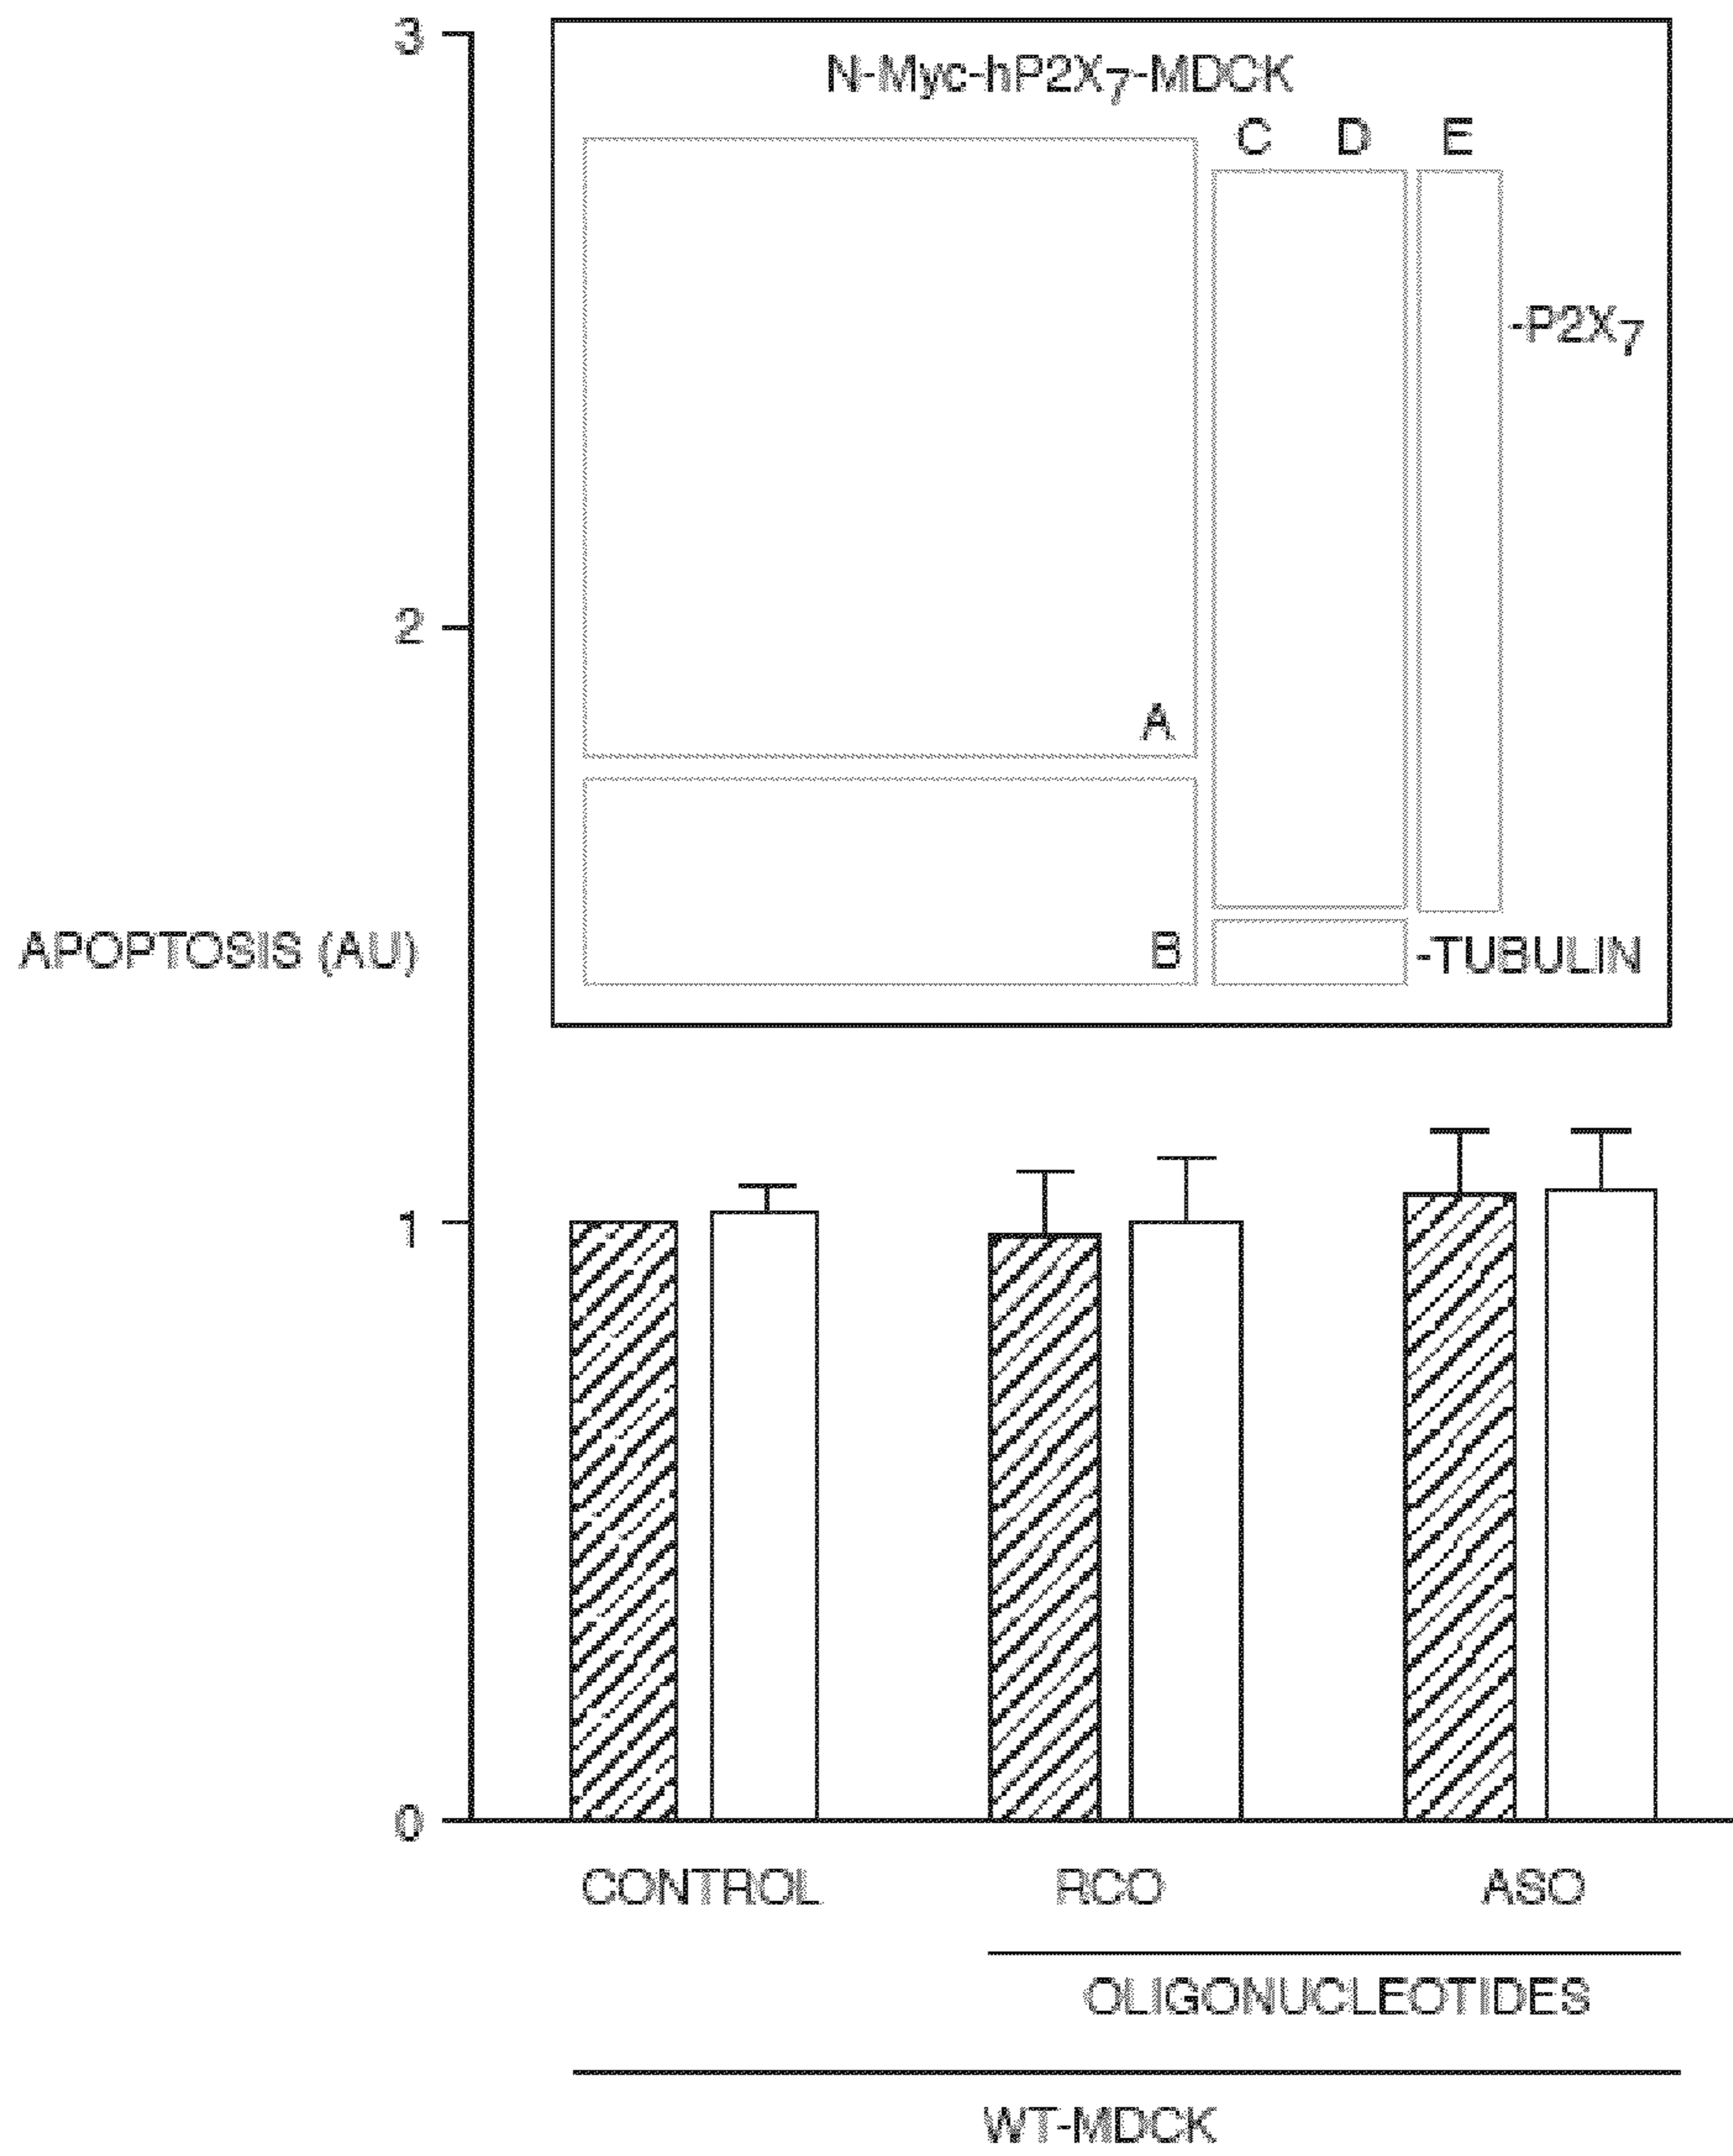 3
N-Myc-hP2X7-MDCK
C D E
-P2X7
2
A
APOPTOSIS (AU)
B
-TUBULIN
1
0
CONTROL RCO ASO
OLIGONUCLEOTIDES
WT-MDCK